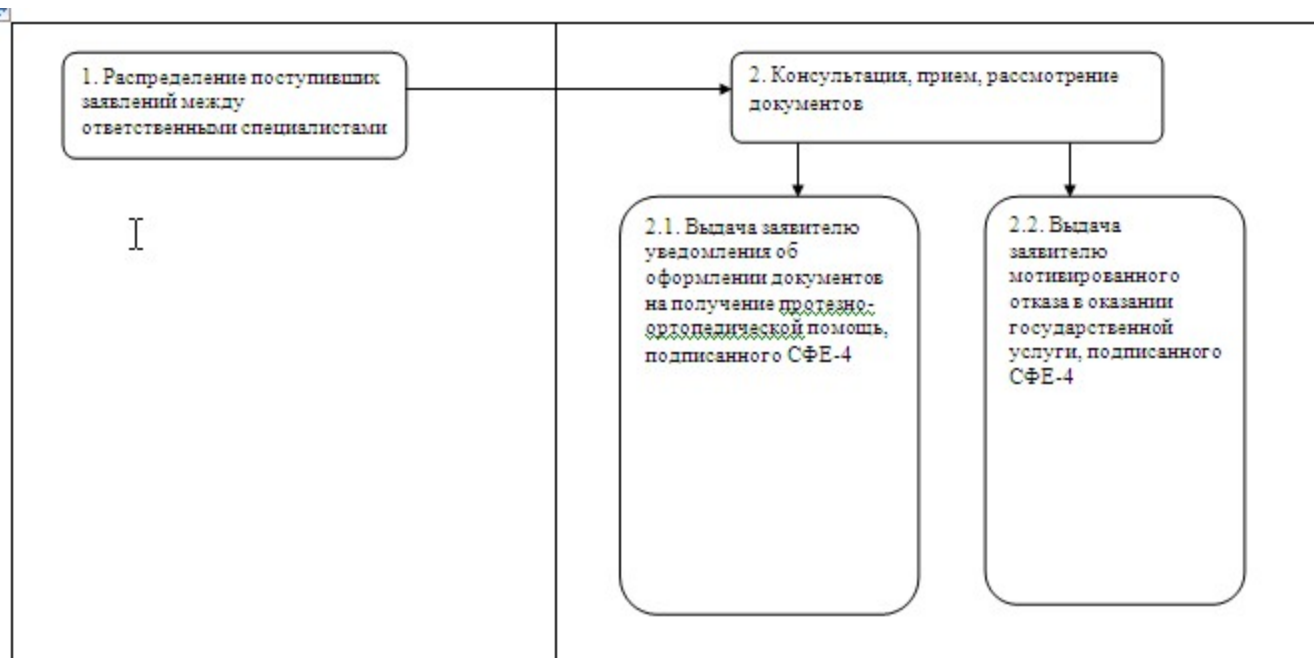 1. Распределение поступивших
заявлений между
ответственными специалистами
2. Консультация, прием, рассмотрение
документов
2.1. Выдача заявителю
уведомления об
оформлении документов
на получение протезно-
ортопедической помощь,
подписанного СФЕ-4
2.2. Выдача
заявителю
мотивированного
отказа в оказании
государственной
услуги, подписанного
СФЕ-4